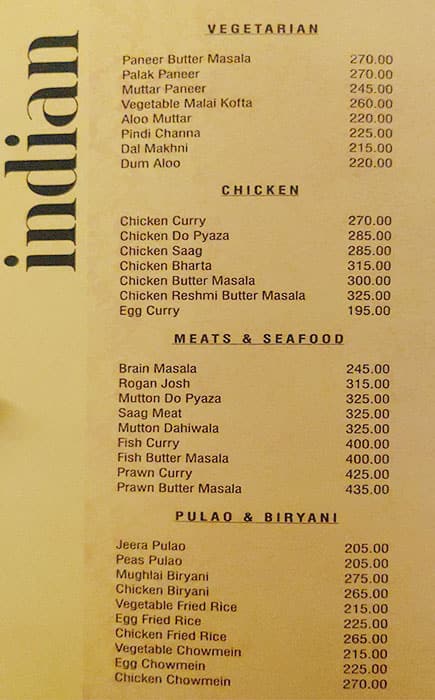 indian
VEGETARIAN
Paneer Butter Masala 270.00
Palak Paneer 270.00
Muttar Paneer 245.00
Vegetable Malai Kofta 260.00
Aloo Muttar 220.00
Pindi Channa 225.00
Dal Makhni 215.00
Dum Aloo 220.00
CHICKEN
Chicken Curry 270.00
Chicken Do Pyaza 285.00
Chicken Saag 285.00
Chicken Bharta 315.00
Chicken Butter Masala 300.00
Chicken Reshmi Butter Masala 325.00
Egg Curry 195.00
MEATS & SEAFOOD
Brain Masala 245.00
Rogan Josh 315.00
Mutton Do Pyaza 325.00
Saag Meat 325.00
Mutton Dahiwala 325.00
Fish Curry 400.00
Fish Butter Masala 400.00
Prawn Curry 425.00
Prawn Butter Masala 435.00
PULAO & BIRYANI
Jeera Pulao 205.00
Peas Pulao 205.00
Mughlai Biryani 275.00
Chicken Biryani 265.00
Vegetable Fried Rice 215.00
Egg Fried Rice 225.00
Chicken Fried Rice 265.00
Vegetable Chowmein 215.00
Egg Chowmein 225.00
Chicken Chowmein 270.00